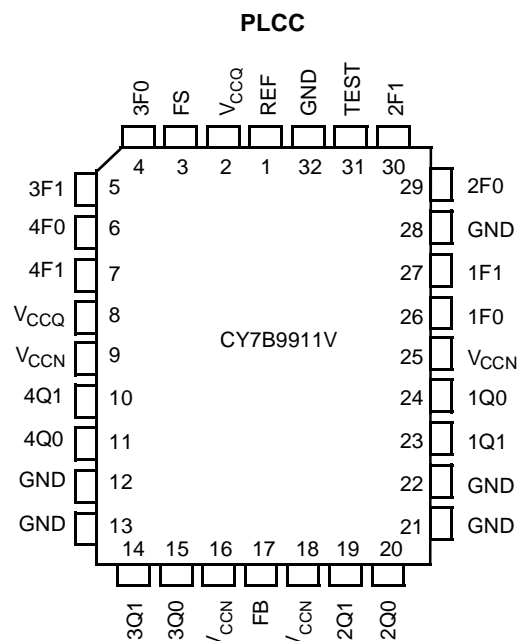 PLCC
3F0 FS VCCQ REF GND TEST 2F1
4 3 2 1 32 31 30
3F1 5 29 2F0
4F0 6 28 GND
4F1 7 27 1F1
VCCQ 8 26 1F0
CY7B9911V
VCCN 9 25 VCCN
4Q1 10 24 1Q0
4Q0 11 23 1Q1
GND 12 22 GND
GND 13 21 GND
14 15 16 17 18 19 20
3Q1 3Q0 VCCN FB VCCN 2Q1 2Q0